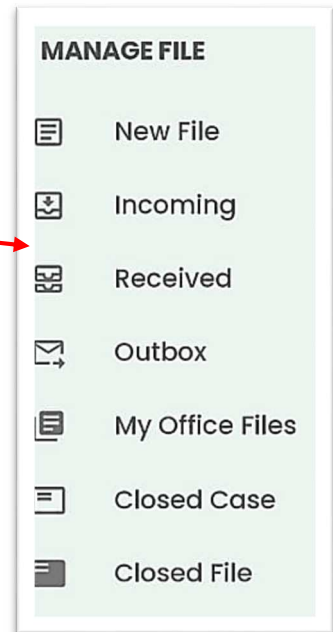 MANAGE FILE
New File
Incoming
Received
Outbox
My Office Files
Closed Case
Closed File